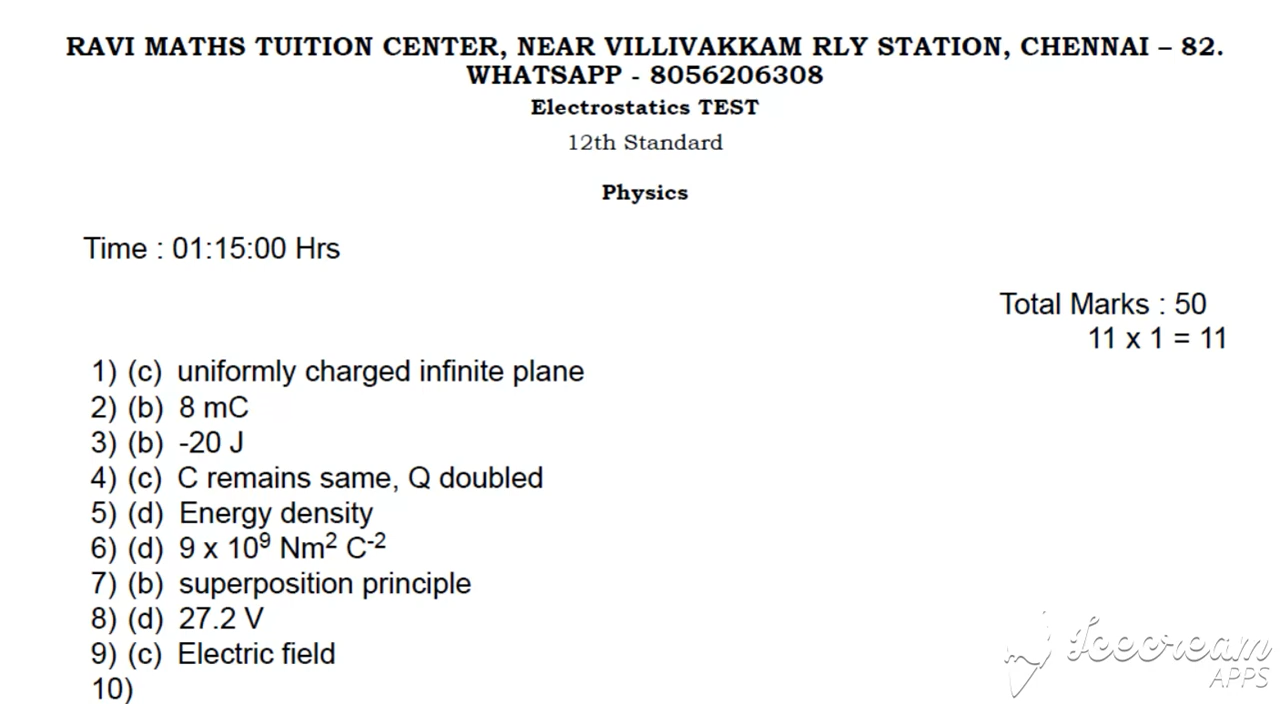 RAVI MATHS TUITION CENTER, NEAR VILLIVAKKAM RLY STATION, CHENNAI – 82.
WHATSAPP - 8056206308
Electrostatics TEST
12th Standard
Physics
Time : 01:15:00 Hrs
Total Marks : 50
11 x 1 = 11
1) (c) uniformly charged infinite plane
2) (b) 8 mC
3) (b) -20 J
4) (c) C remains same, Q doubled
5) (d) Energy density
6) (d) 9 x 10⁹ Nm² C⁻²
7) (b) superposition principle
8) (d) 27.2 V
9) (c) Electric field
10)
Icecream
APPS